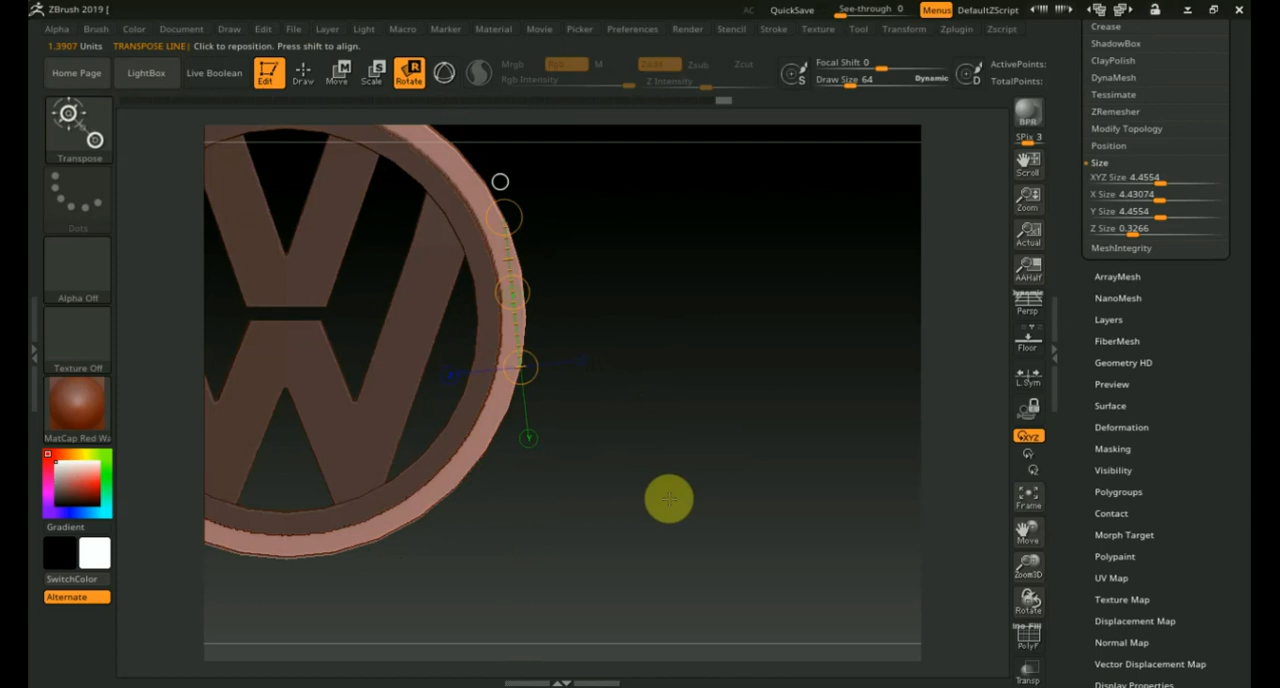 ZBrush 2019 [
AC QuickSave See-through 0 Menus DefaultZScript
Alpha Brush Color Document Draw Edit File Layer Light Macro Marker Material Movie Picker Preferences Render Stencil Stroke Texture Tool Transform Zplugin Zscript
1.3907 Units TRANSPOSE LINE| Click to reposition. Press shift to align.
Home Page LightBox Live Boolean Edit Draw Move Scale Rotate
Mrgb Rgb M Zadd Zsub Zcut
Rgb Intensity Z Intensity
Focal Shift 0
Draw Size 64 Dynamic
ActivePoints:
TotalPoints:
Transpose
Dots
Alpha Off
Texture Off
MatCap Red Wa
Gradient
SwitchColor
Alternate
Y
BPR
SPix 3
Scroll
Zoom
Actual
AAHalf
Dynamic
Persp
Floor
L.Sym
XYZ
Frame
Move
Zoom3D
Rotate
Line Fill
PolyF
Transp
Crease
ShadowBox
ClayPolish
DynaMesh
Tessimate
ZRemesher
Modify Topology
Position
Size
XYZ Size 4.4554
X Size 4.43074
Y Size 4.4554
Z Size 0.3266
MeshIntegrity
ArrayMesh
NanoMesh
Layers
FiberMesh
Geometry HD
Preview
Surface
Deformation
Masking
Visibility
Polygroups
Contact
Morph Target
Polypaint
UV Map
Texture Map
Displacement Map
Normal Map
Vector Displacement Map
Display Properties